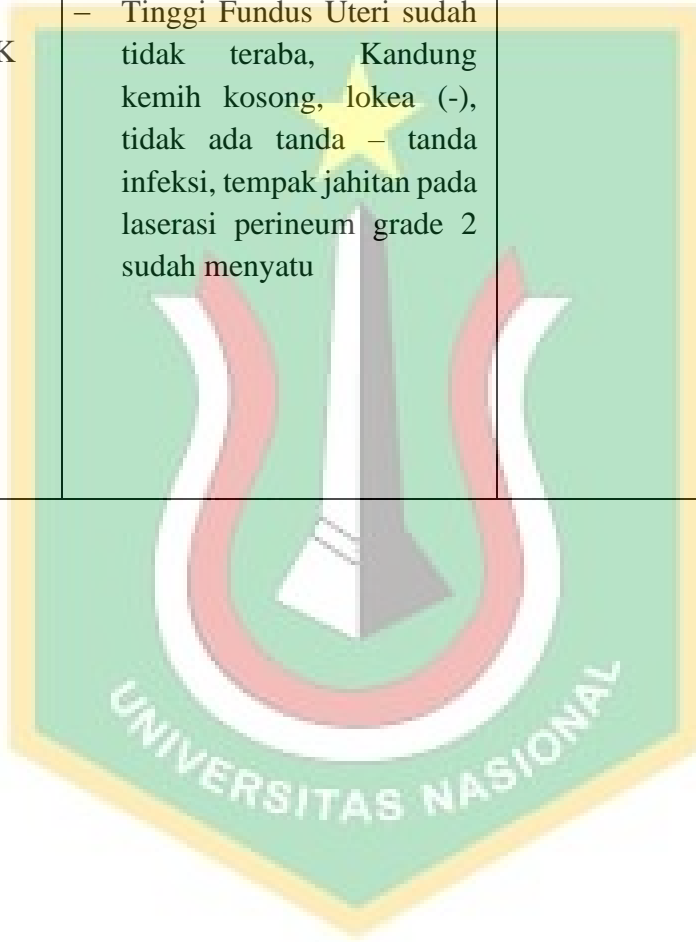 – Tinggi Fundus Uteri sudah
K
tidak teraba, Kandung
kemih kosong, lokea (-),
tidak ada tanda – tanda
infeksi, tempak jahitan pada
laserasi perineum grade 2
sudah menyatu
UNIVERSITAS NASIONAL